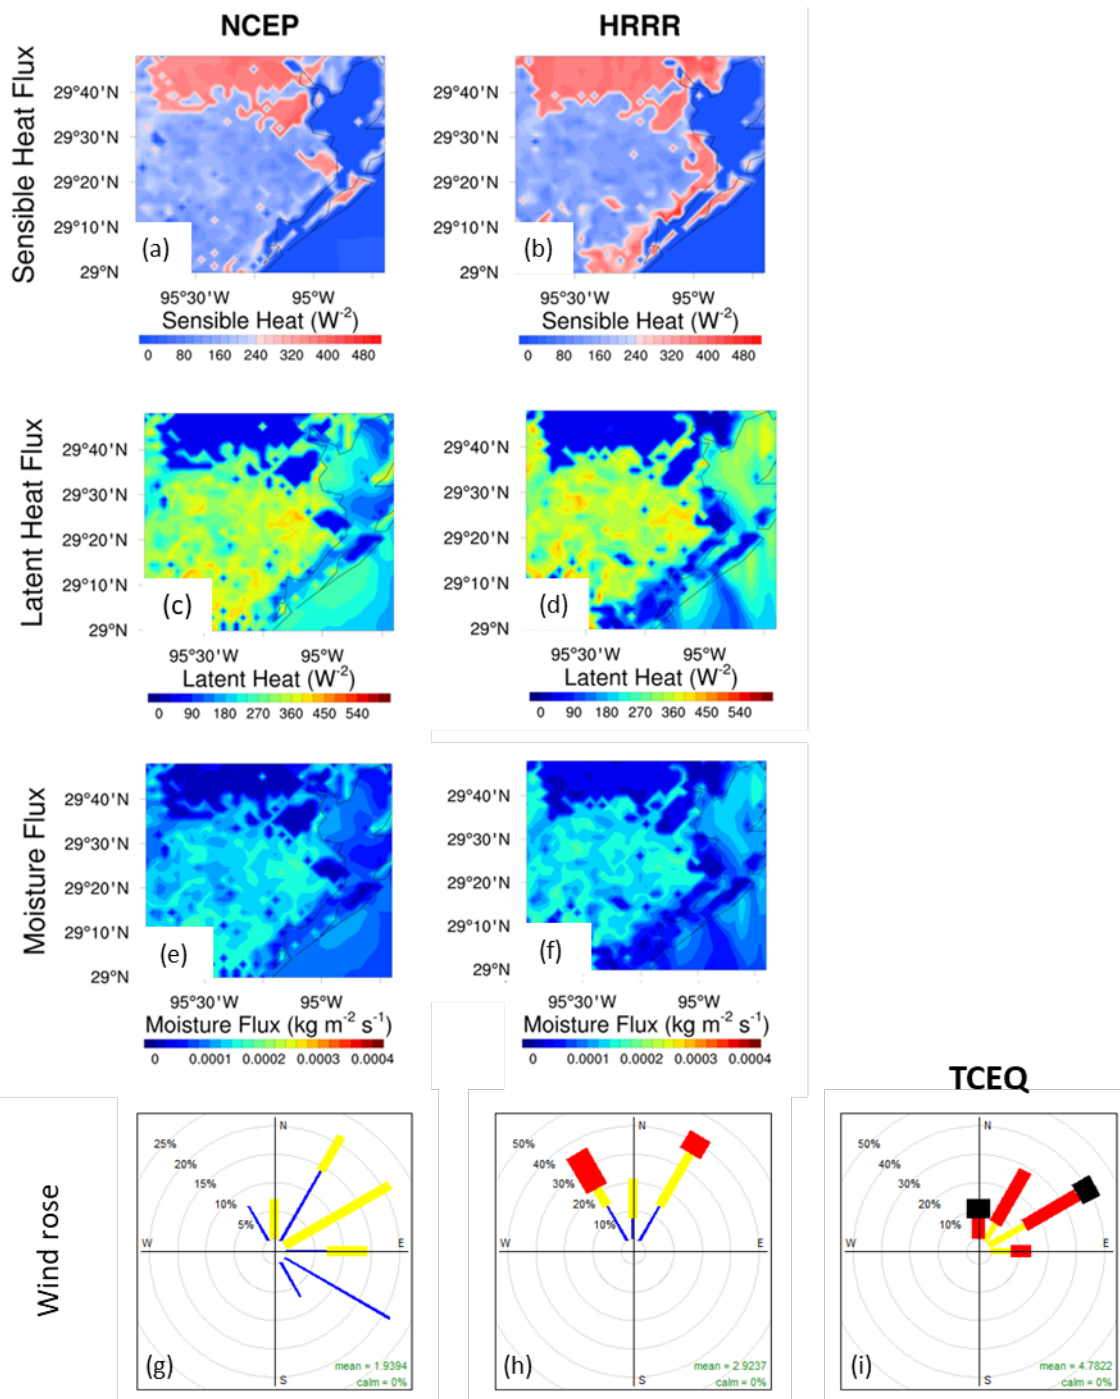 NCEP HRRR
Sensible Heat Flux
29°40'N 29°40'N
29°30'N 29°30'N
29°20'N 29°20'N
29°10'N 29°10'N
(a) (b)
29°N 29°N
95°30'W 95°W 95°30'W 95°W
Sensible Heat (W⁻²) Sensible Heat (W⁻²)
0 80 160 240 320 400 480 0 80 160 240 320 400 480
Latent Heat Flux
29°40'N 29°40'N
29°30'N 29°30'N
29°20'N 29°20'N
29°10'N 29°10'N
(c) (d)
29°N 29°N
95°30'W 95°W 95°30'W 95°W
Latent Heat (W⁻²) Latent Heat (W⁻²)
0 90 180 270 360 450 540 0 90 180 270 360 450 540
Moisture Flux
29°40'N 29°40'N
29°30'N 29°30'N
29°20'N 29°20'N
29°10'N 29°10'N
(e) (f)
29°N 29°N
95°30'W 95°W 95°30'W 95°W
Moisture Flux (kg m⁻² s⁻¹) Moisture Flux (kg m⁻² s⁻¹)
0 0.0001 0.0002 0.0003 0.0004 0 0.0001 0.0002 0.0003 0.0004
TCEQ
Wind rose
N N N
25% 50% 50%
20% 40% 40%
15% 30% 30%
10% 20% 20%
5% 10% 10%
W E W E W E
(g) (h) (i)
mean = 1.9394 mean = 2.9237 mean = 4.7822
S S S
calm = 0% calm = 0% calm = 0%